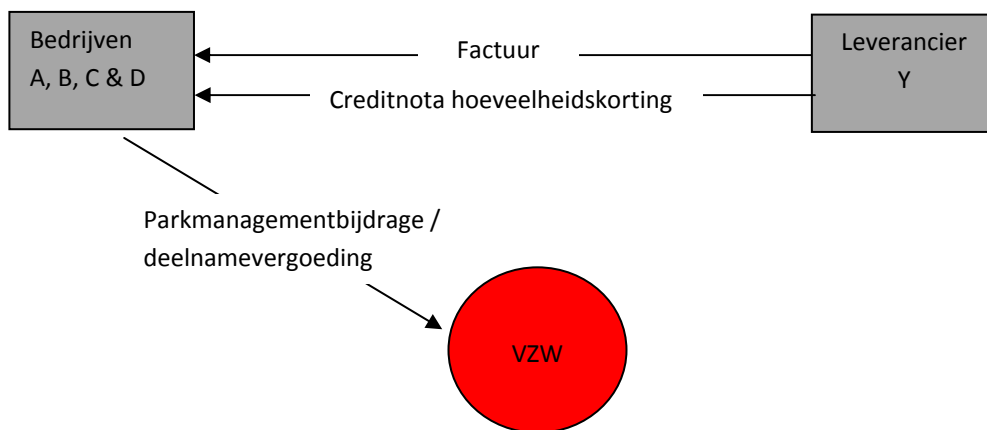 Bedrijven
A, B, C & D
Factuur
Creditnota hoeveelheidskorting
Leverancier
Y
Parkmanagementbijdrage /
deelnamevergoeding
VZW